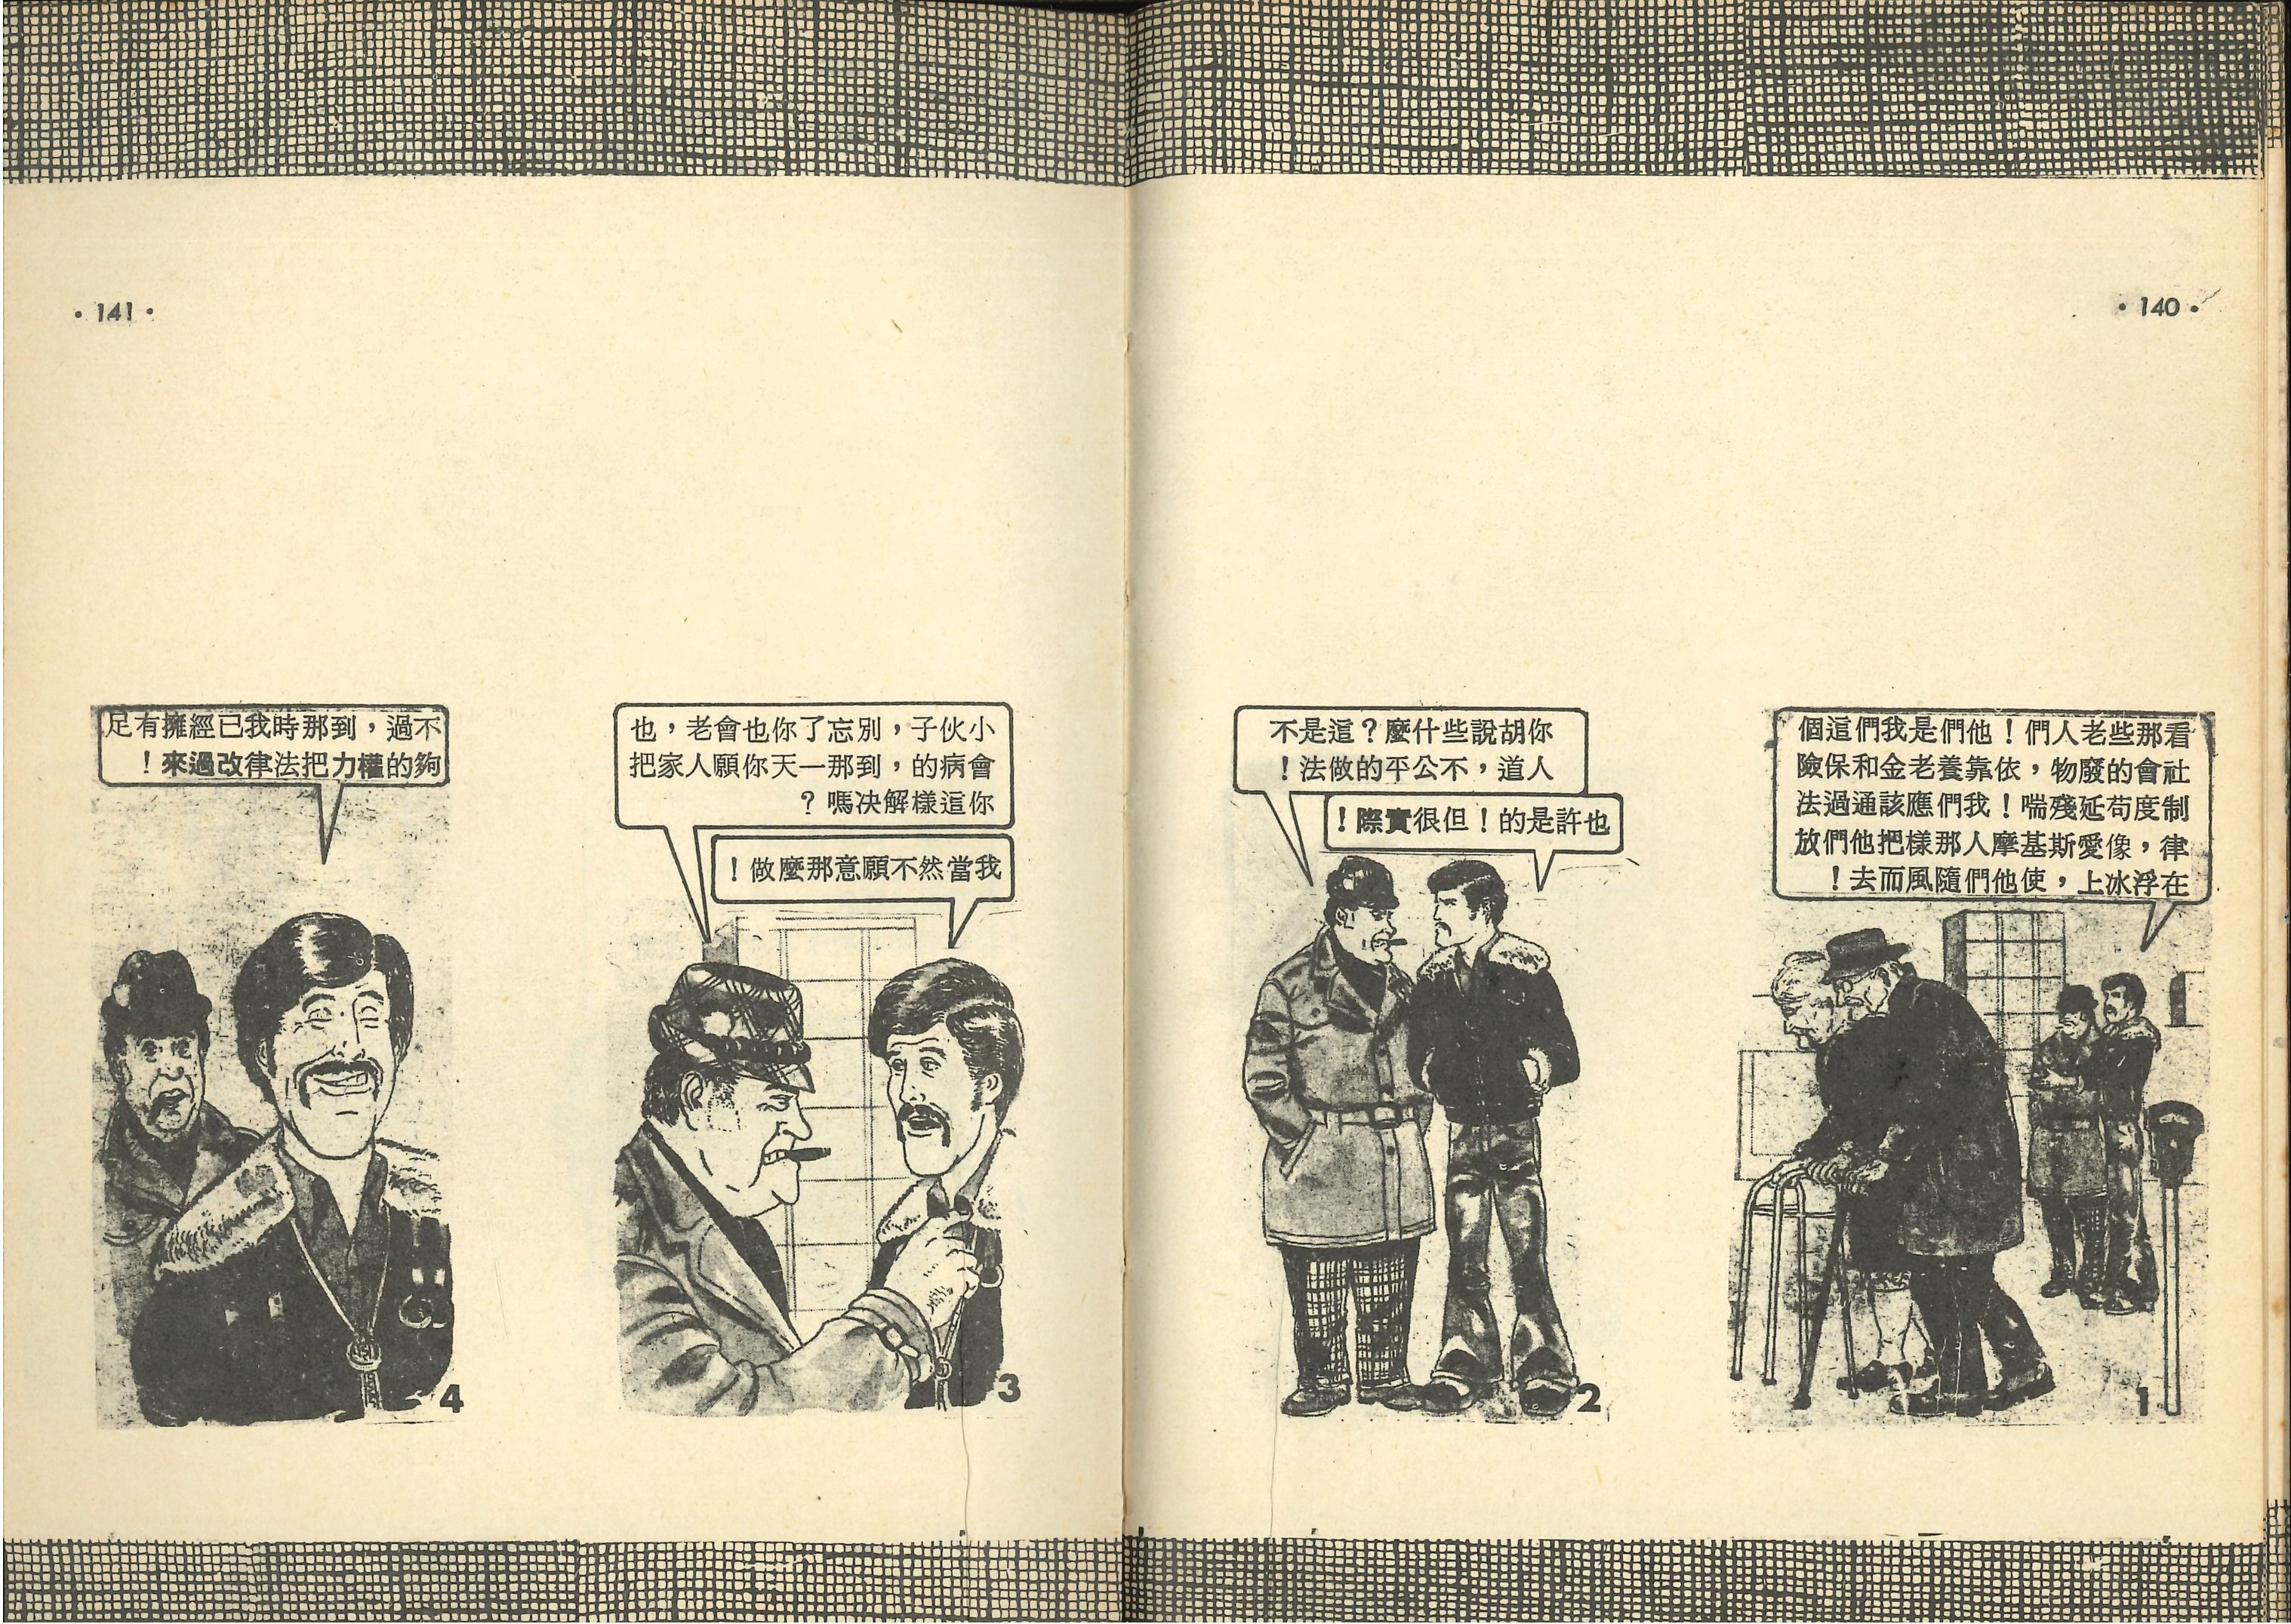 • 140 •
看那些老人們！他們是我們這個
社會的廢物，依靠養老金和保險
制度苟延殘喘！我們應該通過法
律，像愛斯基摩人那樣把他們放
在浮冰上，使他們隨風而去！
1
你胡說些什麼？這是不
人道，不公平的做法！
也許是的！但很實際！
2
• 141 •
小伙子，別忘了你也會老，也
會病的，到那一天你願人家把
你這樣解决嗎？
我當然不願意那麼做！
3
不過，到那時我已經擁有足
夠的權力把法律改過來！
4